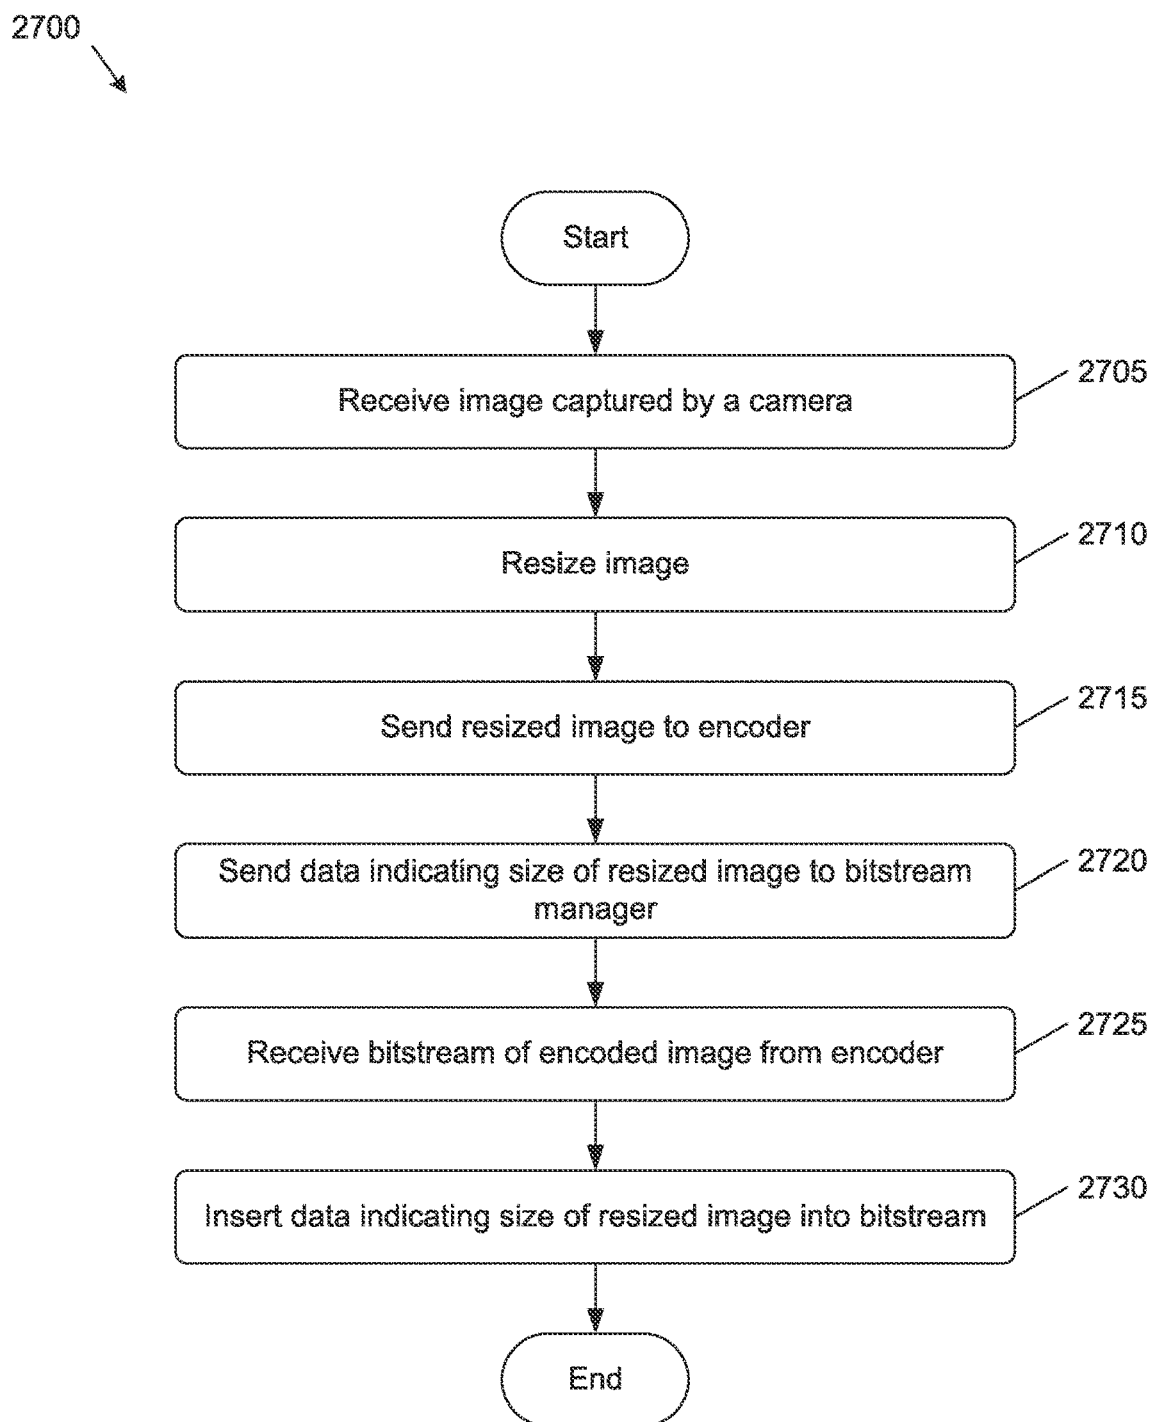 2700
Start
Receive image captured by a camera
2705
Resize image
2710
Send resized image to encoder
2715
Send data indicating size of resized image to bitstream
manager
2720
Receive bitstream of encoded image from encoder
2725
Insert data indicating size of resized image into bitstream
2730
End